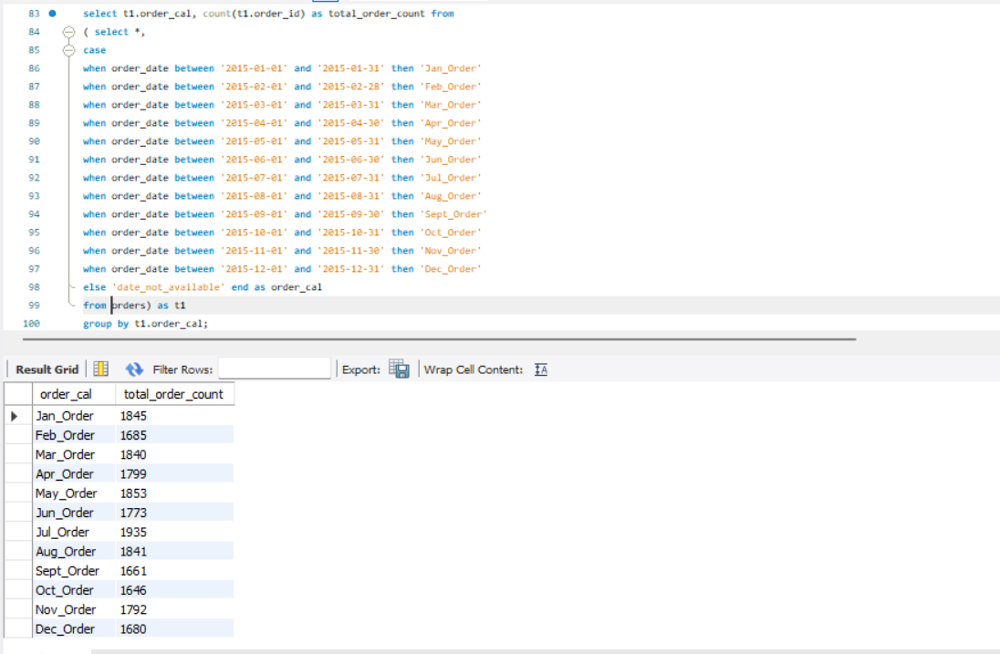 83 select t1.order_cal, count(t1.order_id) as total_order_count from
84 ( select *,
85 case
86 when order_date between '2015-01-01' and '2015-01-31' then 'Jan_Order'
87 when order_date between '2015-02-01' and '2015-02-28' then 'Feb_Order'
88 when order_date between '2015-03-01' and '2015-03-31' then 'Mar_Order'
89 when order_date between '2015-04-01' and '2015-04-30' then 'Apr_Order'
90 when order_date between '2015-05-01' and '2015-05-31' then 'May_Order'
91 when order_date between '2015-06-01' and '2015-06-30' then 'Jun_Order'
92 when order_date between '2015-07-01' and '2015-07-31' then 'Jul_Order'
93 when order_date between '2015-08-01' and '2015-08-31' then 'Aug_Order'
94 when order_date between '2015-09-01' and '2015-09-30' then 'Sept_Order'
95 when order_date between '2015-10-01' and '2015-10-31' then 'Oct_Order'
96 when order_date between '2015-11-01' and '2015-11-30' then 'Nov_Order'
97 when order_date between '2015-12-01' and '2015-12-31' then 'Dec_Order'
98 else 'date_not_available' end as order_cal
99 from orders) as t1
100 group by t1.order_cal;
Result Grid Filter Rows: Export: Wrap Cell Content: IA
order_cal total_order_count
Jan_Order 1845
Feb_Order 1685
Mar_Order 1840
Apr_Order 1799
May_Order 1853
Jun_Order 1773
Jul_Order 1935
Aug_Order 1841
Sept_Order 1661
Oct_Order 1646
Nov_Order 1792
Dec_Order 1680